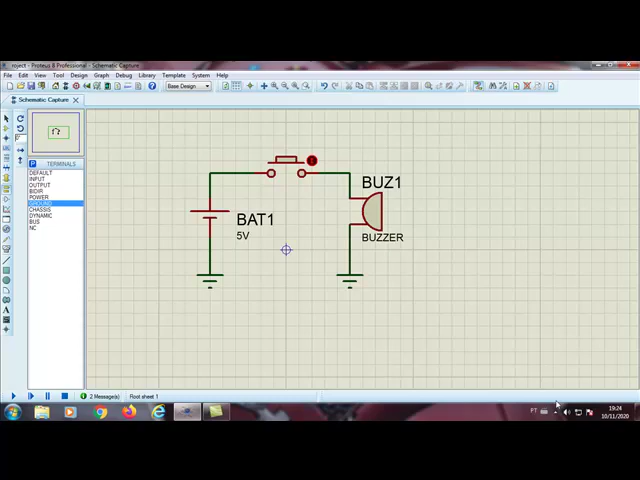 roject - Proteus 8 Professional - Schematic Capture
File Edit View Tool Design Graph Debug Library Template System Help
Base Design
Schematic Capture
P TERMINALS
DEFAULT
INPUT
OUTPUT
BIDIR
POWER
GROUND
CHASSIS
DYNAMIC
BUS
NC
BUZ1
BAT1
5V
BUZZER
2 Message(s)
Root sheet 1
PT
19:24
10/11/2020